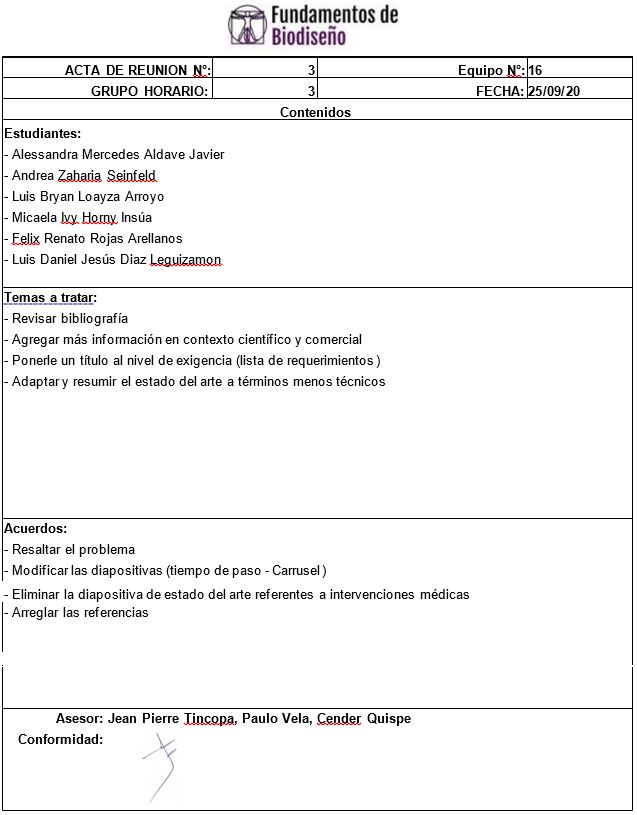 Fundamentos de
Biodiseño
ACTA DE REUNION N°: 3 Equipo N°: 16
GRUPO HORARIO: 3 FECHA: 25/09/20
Contenidos
Estudiantes:
- Alessandra Mercedes Aldave Javier
- Andrea Zaharia Seinfeld
- Luis Bryan Loayza Arroyo
- Micaela Ivy Horny Insúa
- Felix Renato Rojas Arellanos
- Luis Daniel Jesús Diaz Leguizamon
Temas a tratar:
- Revisar bibliografía
- Agregar más información en contexto científico y comercial
- Ponerle un título al nivel de exigencia (lista de requerimientos )
- Adaptar y resumir el estado del arte a términos menos técnicos
Acuerdos:
- Resaltar el problema
- Modificar las diapositivas (tiempo de paso - Carrusel )
- Eliminar la diapositiva de estado del arte referentes a intervenciones médicas
- Arreglar las referencias
Asesor: Jean Pierre Tincopa, Paulo Vela, Cender Quispe
Conformidad: